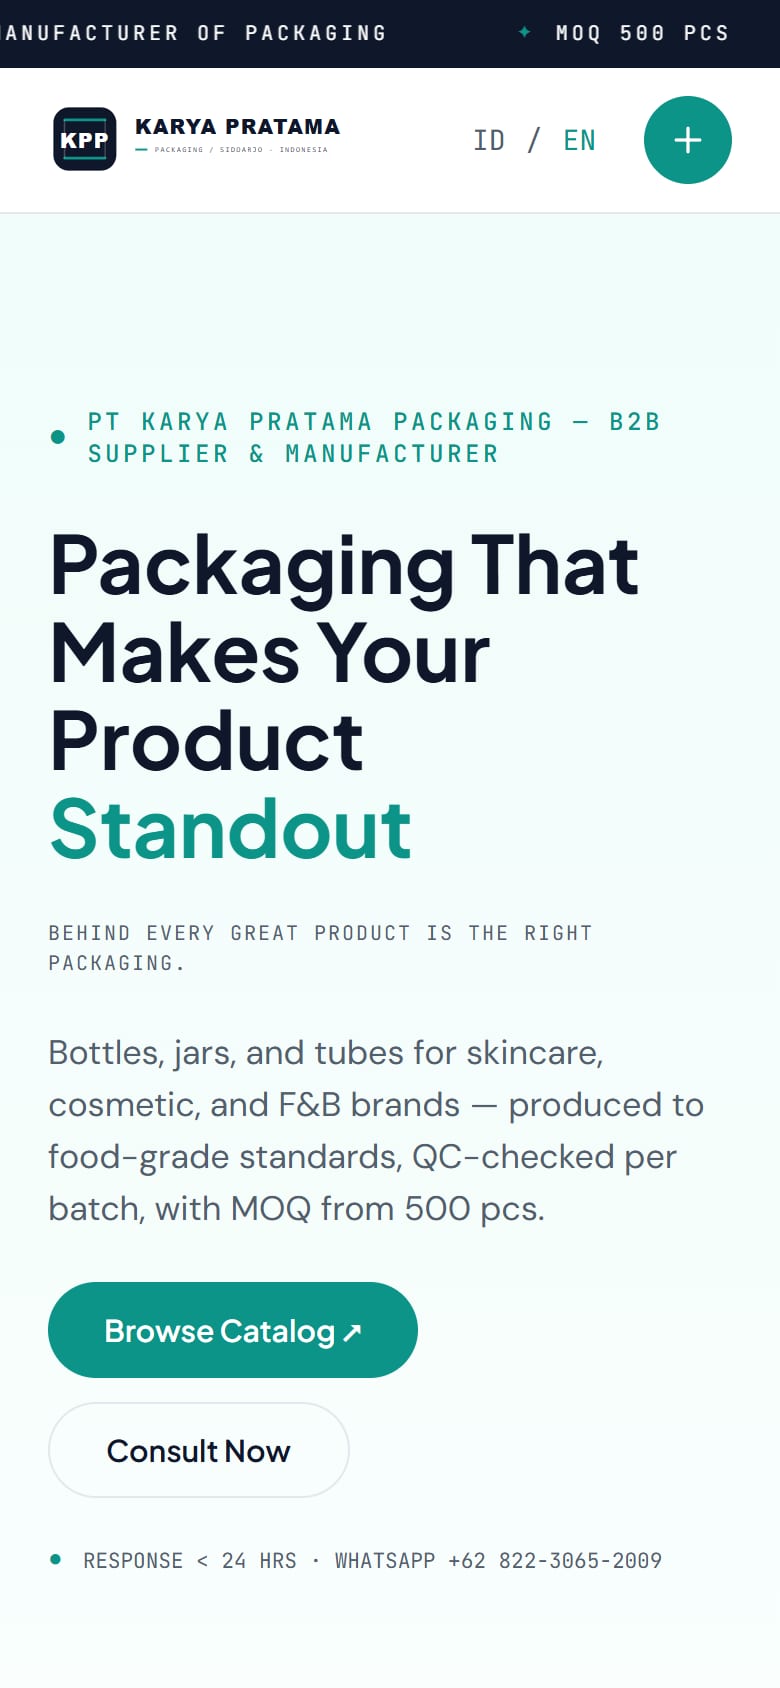 MANUFACTURER OF PACKAGING ✦ MOQ 500 PCS
KPP
KARYA PRATAMA
PACKAGING / SIDOARJO - INDONESIA
ID / EN
PT KARYA PRATAMA PACKAGING — B2B
SUPPLIER & MANUFACTURER
Packaging That
Makes Your
Product
Standout
BEHIND EVERY GREAT PRODUCT IS THE RIGHT
PACKAGING.
Bottles, jars, and tubes for skincare,
cosmetic, and F&B brands — produced to
food-grade standards, QC-checked per
batch, with MOQ from 500 pcs.
Browse Catalog ↗
Consult Now
RESPONSE < 24 HRS · WHATSAPP +62 822-3065-2009